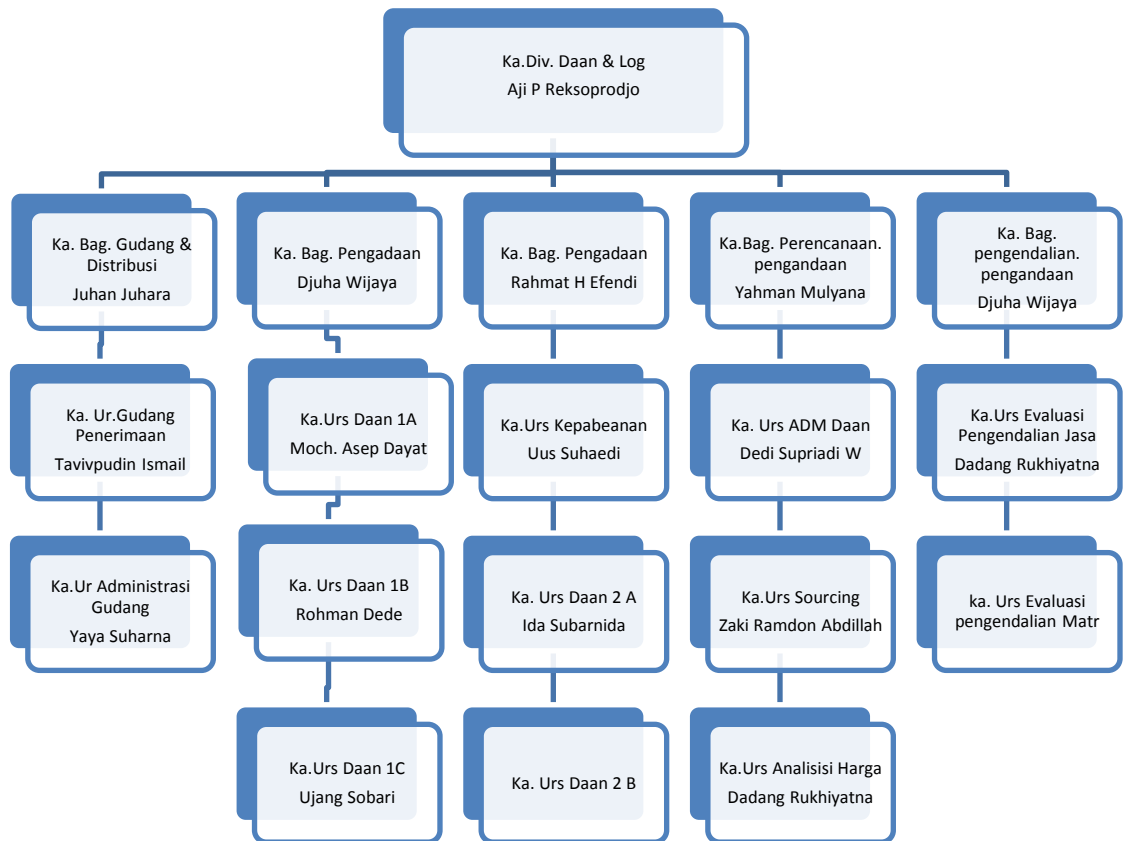 Ka.Div. Daan & Log
Aji P Reksoprodjo
Ka. Bag. Gudang &
Distribusi
Juhan Juhara
Ka. Bag. Pengadaan
Djuha Wijaya
Ka. Bag. Pengadaan
Rahmat H Efendi
Ka.Bag. Perencanaan.
pengandaan
Yahman Mulyana
Ka. Bag.
pengendalian.
pengandaan
Djuha Wijaya
Ka. Ur.Gudang
Penerimaan
Tavivpudin Ismail
Ka.Urs Daan 1A
Moch. Asep Dayat
Ka.Urs Kepabeanan
Uus Suhaedi
Ka. Urs ADM Daan
Dedi Supriadi W
Ka.Urs Evaluasi
Pengendalian Jasa
Dadang Rukhiyatna
Ka.Ur Administrasi
Gudang
Yaya Suharna
Ka. Urs Daan 1B
Rohman Dede
Ka. Urs Daan 2 A
Ida Subarnida
Ka.Urs Sourcing
Zaki Ramdon Abdillah
ka. Urs Evaluasi
pengendalian Matr
Ka.Urs Daan 1C
Ujang Sobari
Ka. Urs Daan 2 B
Ka.Urs Analisisi Harga
Dadang Rukhiyatna